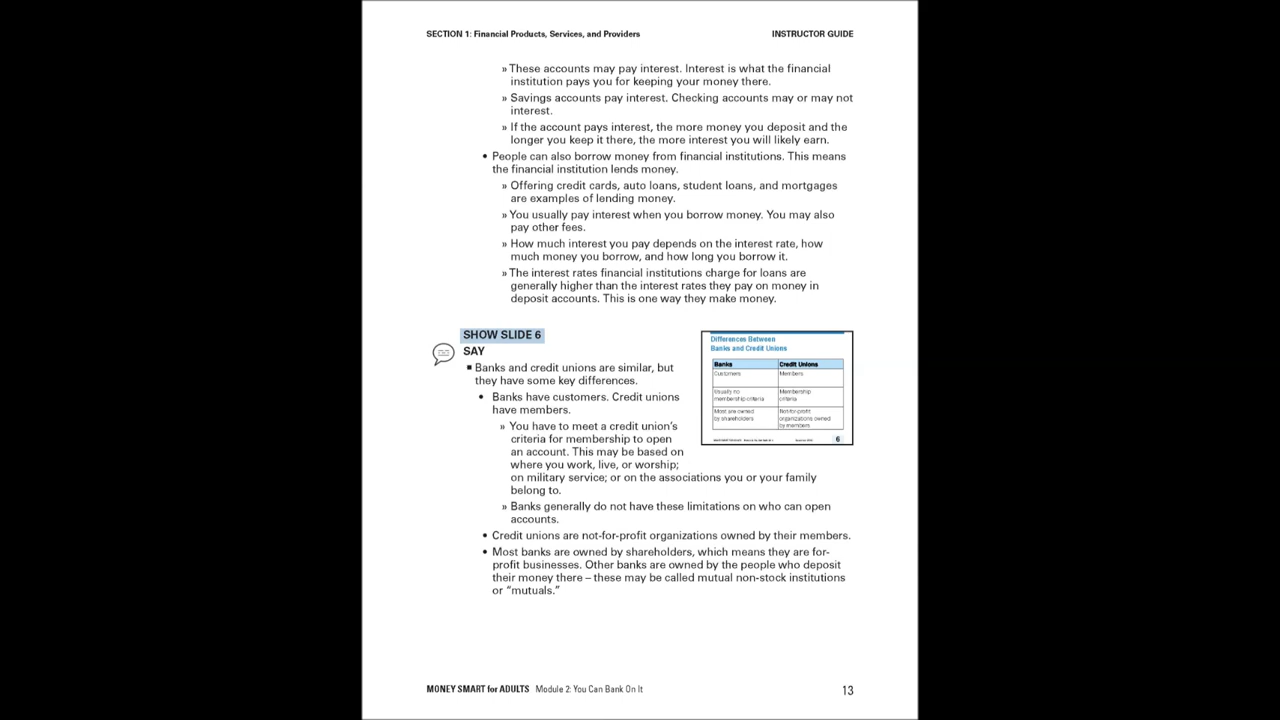 SECTION 1: Financial Products, Services, and Providers
INSTRUCTOR GUIDE
» These accounts may pay interest. Interest is what the financial
institution pays you for keeping your money there.
» Savings accounts pay interest. Checking accounts may or may not
interest.
» If the account pays interest, the more money you deposit and the
longer you keep it there, the more interest you will likely earn.
• People can also borrow money from financial institutions. This means
the financial institution lends money.
» Offering credit cards, auto loans, student loans, and mortgages
are examples of lending money.
» You usually pay interest when you borrow money. You may also
pay other fees.
» How much interest you pay depends on the interest rate, how
much money you borrow, and how long you borrow it.
» The interest rates financial institutions charge for loans are
generally higher than the interest rates they pay on money in
deposit accounts. This is one way they make money.
SHOW SLIDE 6
SAY
■ Banks and credit unions are similar, but
they have some key differences.
• Banks have customers. Credit unions
have members.
» You have to meet a credit union's
criteria for membership to open
an account. This may be based on
where you work, live, or worship;
on military service; or on the associations you or your family
belong to.
» Banks generally do not have these limitations on who can open
accounts.
• Credit unions are not-for-profit organizations owned by their members.
• Most banks are owned by shareholders, which means they are for-
profit businesses. Other banks are owned by the people who deposit
their money there – these may be called mutual non-stock institutions
or “mutuals.”
Differences Between
Banks and Credit Unions
Banks
Credit Unions
Customers
Members
Usually no
membership criteria
Membership
criteria
Most are owned
by shareholders
Not-for-profit
organizations owned
by members
6
MONEY SMART for ADULTS Module 2: You Can Bank On It
13